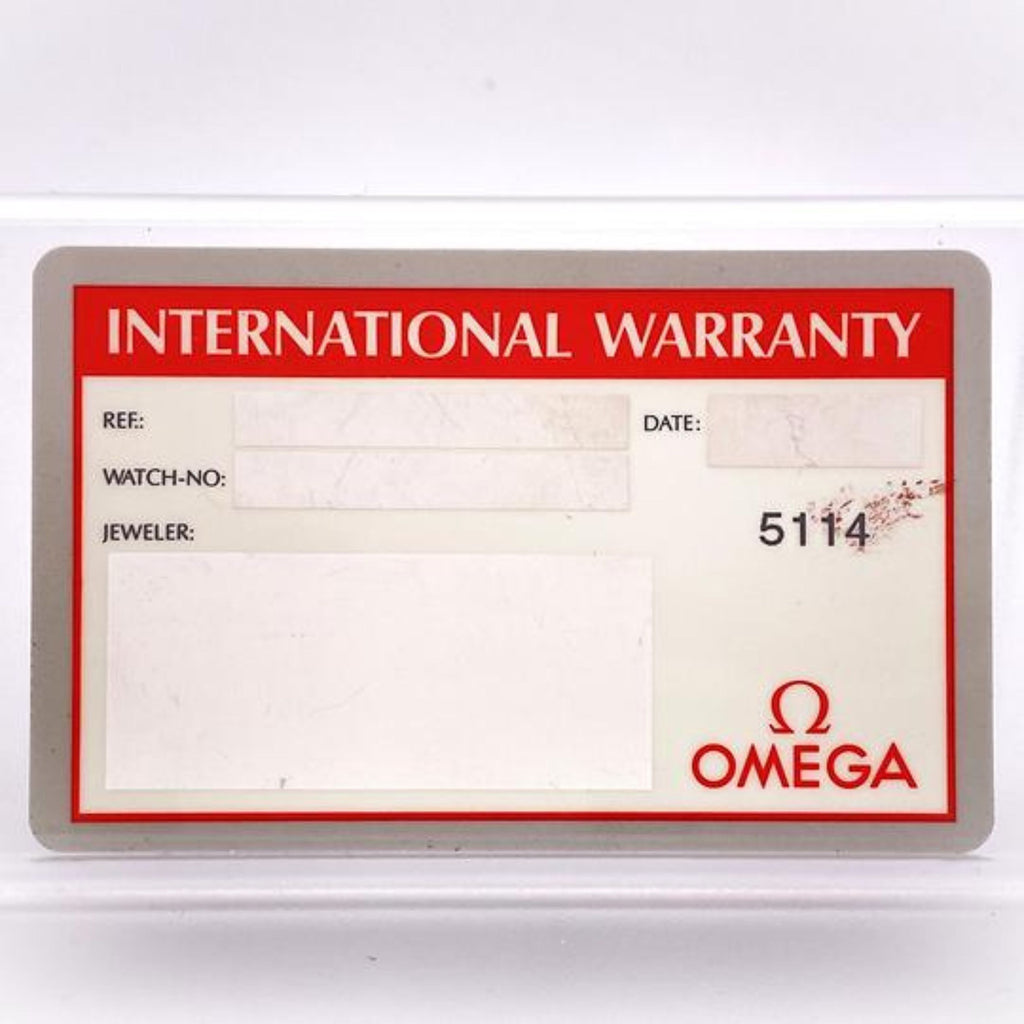 INTERNATIONAL WARRANTY
REF.:
DATE:
WATCH-NO:
JEWELER:
5114
Ω
OMEGA